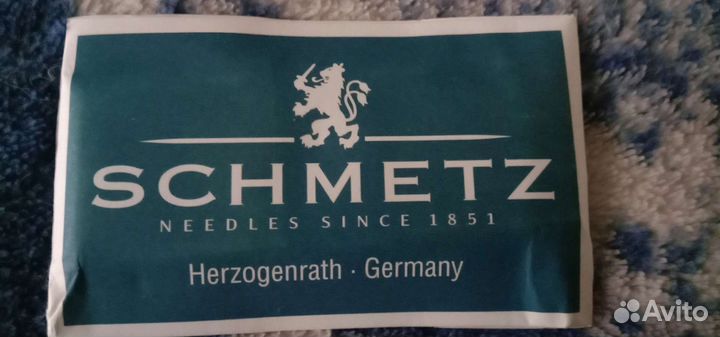 SCHMETZ
NEEDLES SINCE 1851
Herzogenrath · Germany
Avito